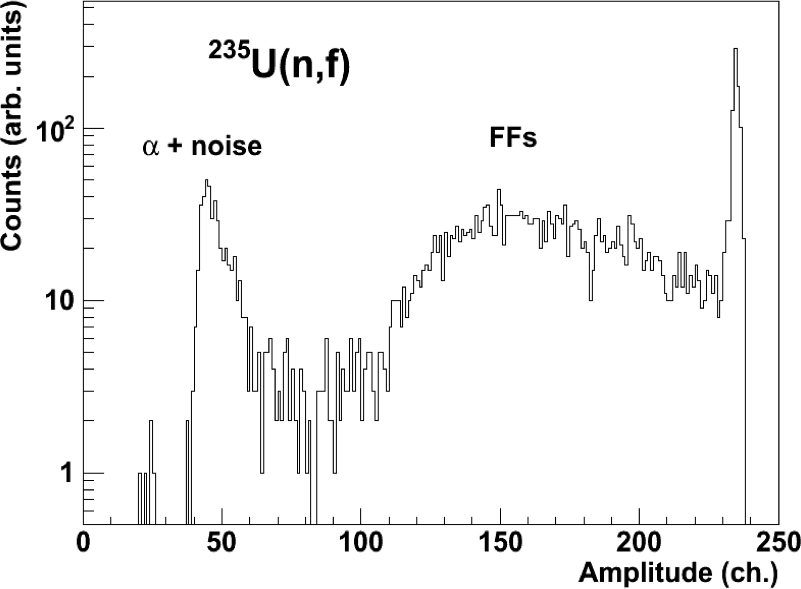 Counts (arb. units)
²³⁵U(n,f)
α + noise
FFs
10²
10
1
0 50 100 150 200 250
Amplitude (ch.)